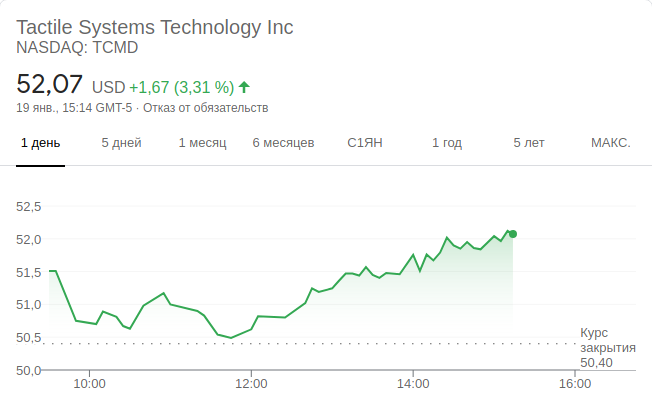 Tactile Systems Technology Inc
NASDAQ: TCMD
52,07 USD +1,67 (3,31 %) ↑
19 янв., 15:14 GMT-5 · Отказ от обязательств
1 день 5 дней 1 месяц 6 месяцев С1ЯН 1 год 5 лет МАКС.
52,5
52,0
51,5
51,0
50,5
50,0
Курс
закрытия
50,40
10:00 12:00 14:00 16:00